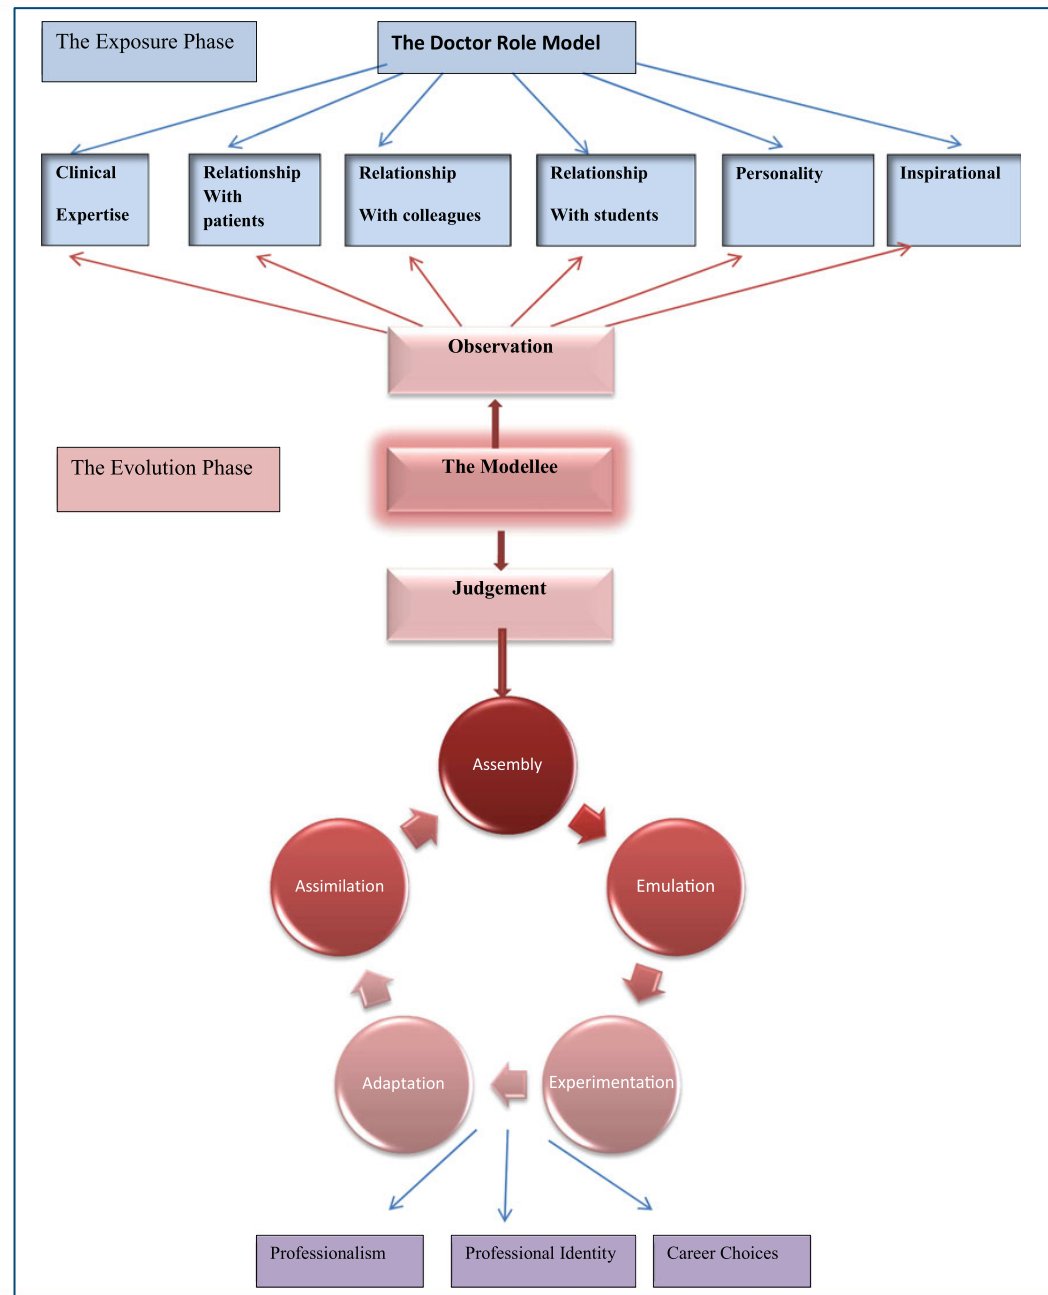 The Exposure Phase
The Doctor Role Model
Clinical
Expertise
Relationship
With
patients
Relationship
With colleagues
Relationship
With students
Personality
Inspirational
Observation
The Evolution Phase
The Modellee
Judgement
Assembly
Assimilation
Emulation
Adaptation
Experimentation
Professionalism
Professional Identity
Career Choices